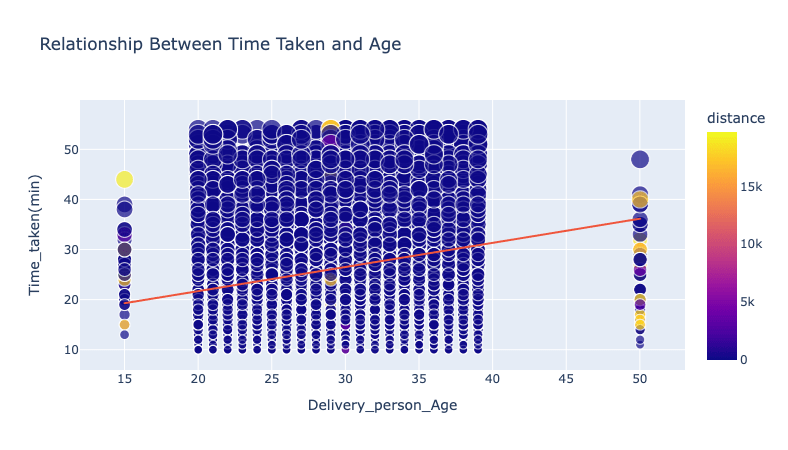 Relationship Between Time Taken and Age
distance
50
40
30
20
10
Time_taken(min)
15k
10k
5k
0
15
20
25
30
35
40
45
50
Delivery_person_Age